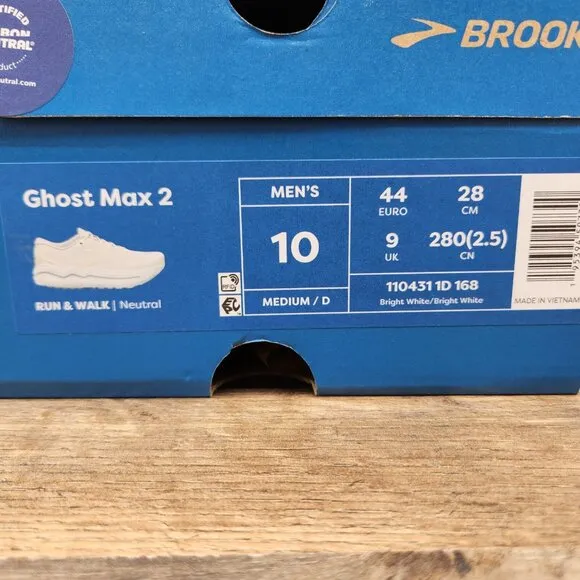 BROOK
Ghost Max 2
RUN & WALK | Neutral
RFID
MEN'S
10
MEDIUM / D
44
EURO
28
CM
9
UK
280(2.5)
CN
110431 1D 168
Bright White/Bright White
MADE IN VIETNAM